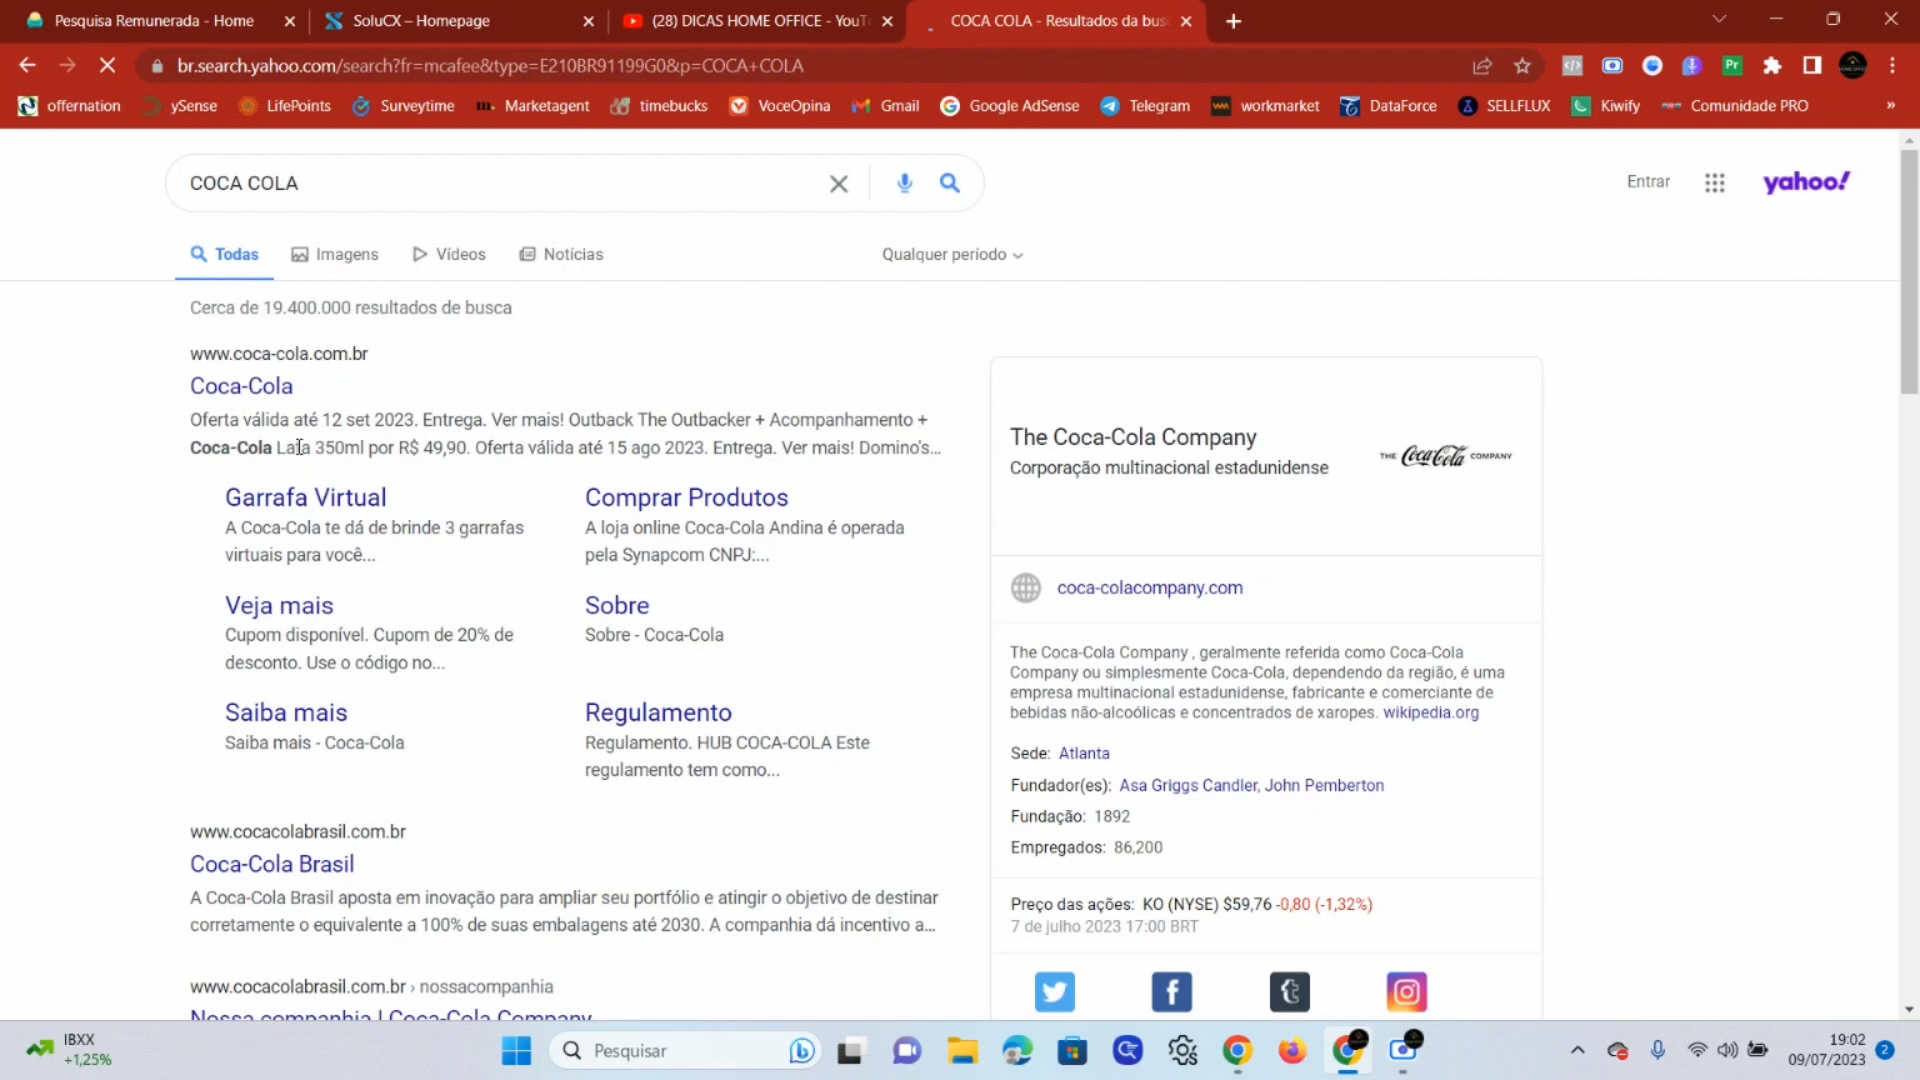 Pesquisa Remunerada - Home
SoluCX – Homepage
(28) DICAS HOME OFFICE - YouT
COCA COLA - Resultados da bus
br.search.yahoo.com/search?fr=mcafee&type=E210BR91199G0&p=COCA+COLA
offernation
ySense
LifePoints
Surveytime
Marketagent
timebucks
VoceOpina
Gmail
Google AdSense
Telegram
workmarket
DataForce
SELLFLUX
Kiwify
Comunidade PRO
»
COCA COLA
Entrar
yahoo!
Todas
Imagens
Vídeos
Notícias
Qualquer período
Cerca de 19.400.000 resultados de busca
www.coca-cola.com.br
Coca-Cola
Oferta válida até 12 set 2023. Entrega. Ver mais! Outback The Outbacker + Acompanhamento +
Coca-Cola Lata 350ml por R$ 49,90. Oferta válida até 15 ago 2023. Entrega. Ver mais! Domino's...
Garrafa Virtual
A Coca-Cola te dá de brinde 3 garrafas
virtuais para você...
Comprar Produtos
A loja online Coca-Cola Andina é operada
pela Synapcom CNPJ:...
Veja mais
Cupom disponível. Cupom de 20% de
desconto. Use o código no...
Sobre
Sobre - Coca-Cola
Saiba mais
Saiba mais - Coca-Cola
Regulamento
Regulamento. HUB COCA-COLA Este
regulamento tem como...
www.cocacolabrasil.com.br
Coca-Cola Brasil
A Coca-Cola Brasil aposta em inovação para ampliar seu portfólio e atingir o objetivo de destinar
corretamente o equivalente a 100% de suas embalagens até 2030. A companhia dá incentivo a...
www.cocacolabrasil.com.br › nossacompanhia
Nossa companhia | Coca-Cola Company
The Coca-Cola Company
Corporação multinacional estadunidense
THE Coca-Cola COMPANY
coca-colacompany.com
The Coca-Cola Company , geralmente referida como Coca-Cola
Company ou simplesmente Coca-Cola, dependendo da região, é uma
empresa multinacional estadunidense, fabricante e comerciante de
bebidas não-alcoólicas e concentrados de xaropes. wikipedia.org
Sede: Atlanta
Fundador(es): Asa Griggs Candler, John Pemberton
Fundação: 1892
Empregados: 86,200
Preço das ações: KO (NYSE) $59,76 -0,80 (-1,32%)
7 de julho 2023 17:00 BRT
IBXX
+1,25%
Pesquisar
19:02
09/07/2023
2